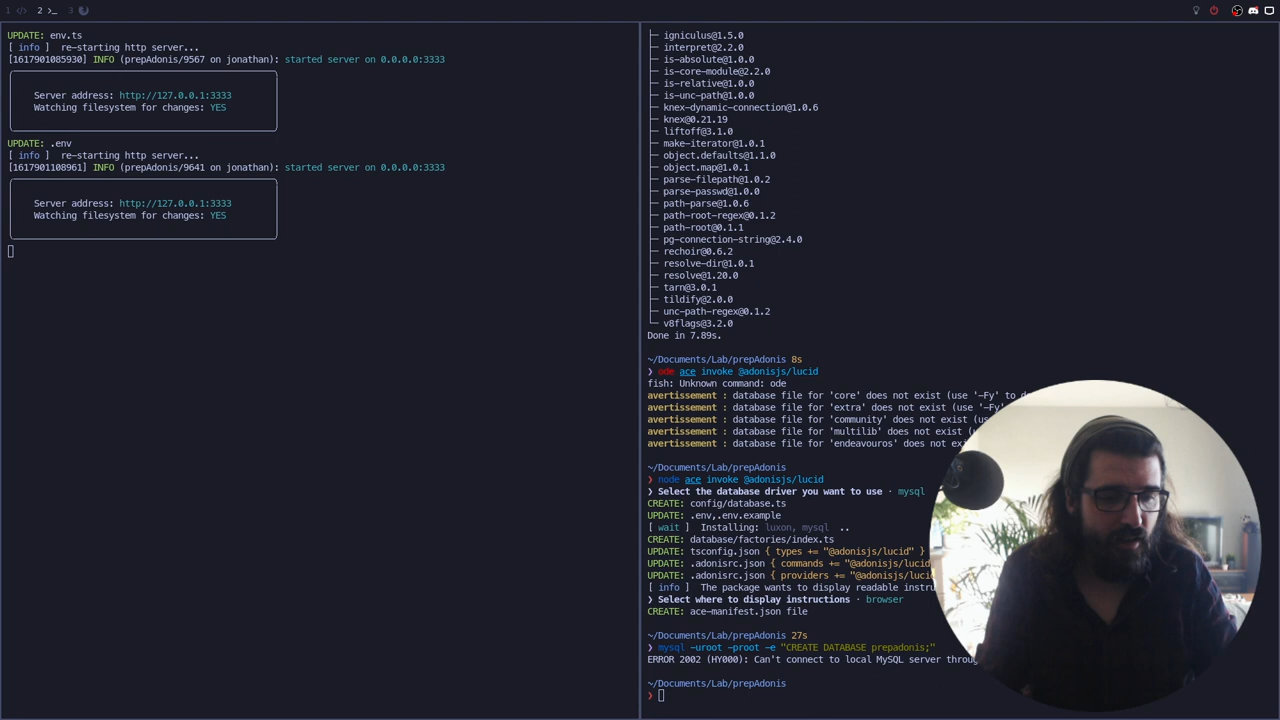 1 </>
2 >_
3
UPDATE: env.ts
[ info ]  re-starting http server...
[1617901085930] INFO (prepAdonis/9567 on jonathan): started server on 0.0.0.0:3333
Server address: http://127.0.0.1:3333
Watching filesystem for changes: YES
UPDATE: .env
[ info ]  re-starting http server...
[1617901108961] INFO (prepAdonis/9641 on jonathan): started server on 0.0.0.0:3333
Server address: http://127.0.0.1:3333
Watching filesystem for changes: YES
├─ igniculus@1.5.0
├─ interpret@2.2.0
├─ is-absolute@1.0.0
├─ is-core-module@2.2.0
├─ is-relative@1.0.0
├─ is-unc-path@1.0.0
├─ knex-dynamic-connection@1.0.6
├─ knex@0.21.19
├─ liftoff@3.1.0
├─ make-iterator@1.0.1
├─ object.defaults@1.1.0
├─ object.map@1.0.1
├─ parse-filepath@1.0.2
├─ parse-passwd@1.0.0
├─ path-parse@1.0.6
├─ path-root-regex@0.1.2
├─ path-root@0.1.1
├─ pg-connection-string@2.4.0
├─ rechoir@0.6.2
├─ resolve-dir@1.0.1
├─ resolve@1.20.0
├─ tarn@3.0.1
├─ tildify@2.0.0
├─ unc-path-regex@0.1.2
└─ v8flags@3.2.0
Done in 7.89s.
~/Documents/Lab/prepAdonis 8s
❯ ode ace invoke @adonisjs/lucid
fish: Unknown command: ode
avertissement : database file for 'core' does not exist (use '-Fy' to
avertissement : database file for 'extra' does not exist (use '-Fy'
avertissement : database file for 'community' does not exist
avertissement : database file for 'multilib' does not exist
avertissement : database file for 'endeavouros' does not
~/Documents/Lab/prepAdonis
❯ node ace invoke @adonisjs/lucid
❯ Select the database driver you want to use · mysql
CREATE: config/database.ts
UPDATE: .env,.env.example
[ wait ]  Installing: luxon, mysql  ..
CREATE: database/factories/index.ts
UPDATE: tsconfig.json { types += "@adonisjs/lucid" }
UPDATE: .adonisrc.json { commands += "@adonisjs/lucid
UPDATE: .adonisrc.json { providers += "@adonisjs/lucid
[ info ]  The package wants to display readable
❯ Select where to display instructions · browser
CREATE: ace-manifest.json file
~/Documents/Lab/prepAdonis 27s
❯ mysql -uroot -proot -e "CREATE DATABASE prepadonis;"
ERROR 2002 (HY000): Can't connect to local MySQL server
~/Documents/Lab/prepAdonis
❯